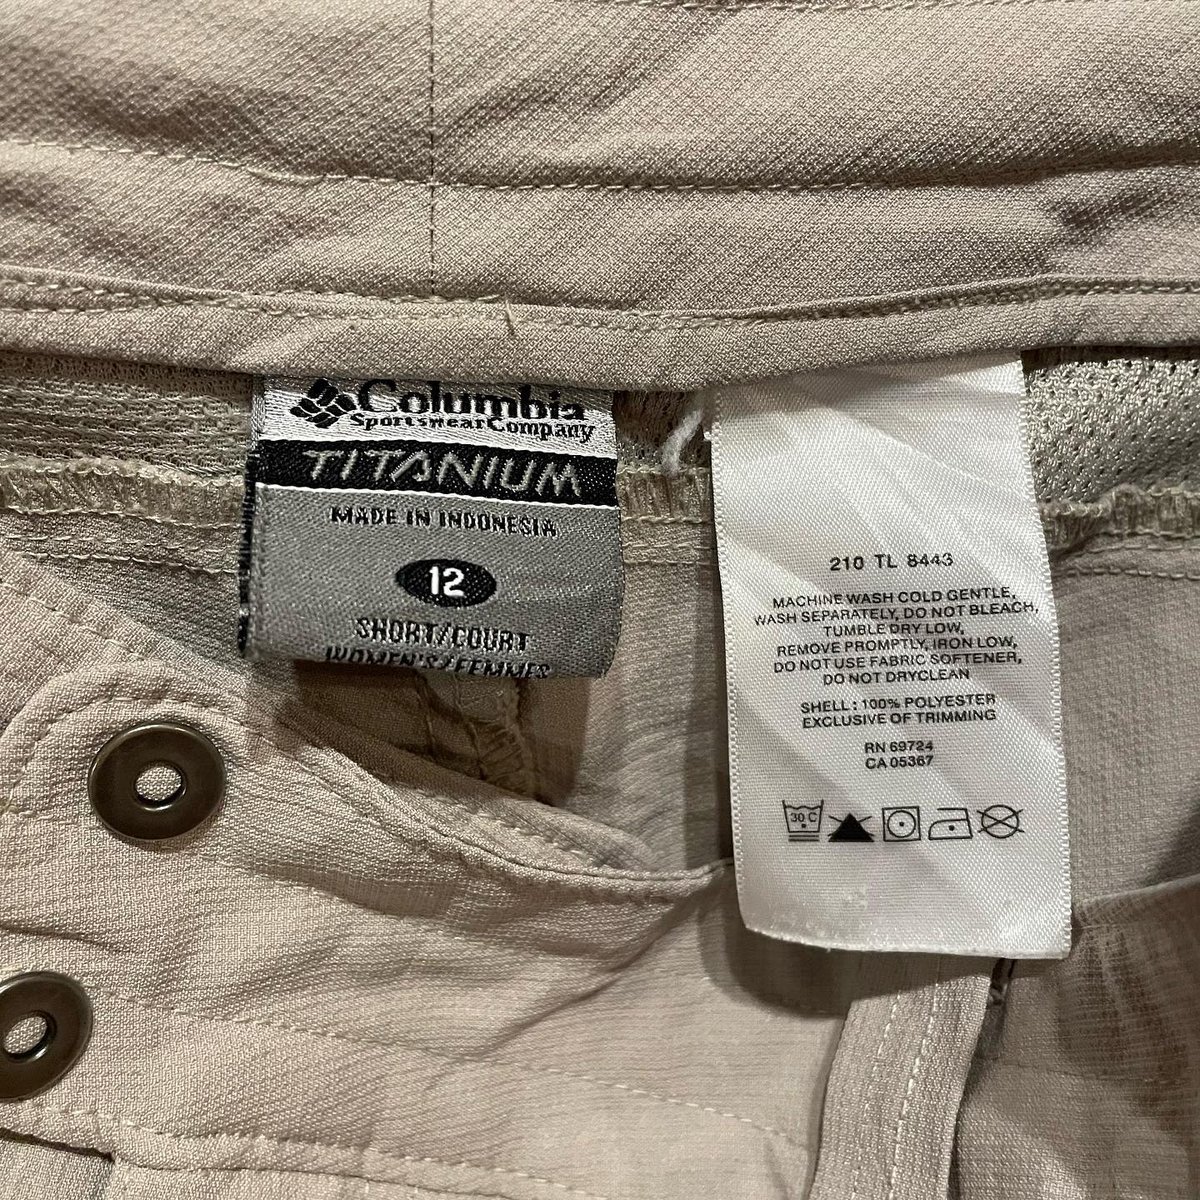 Columbia
Sportswear Company
TITANIUM
MADE IN INDONESIA
12
SHORT/COURT
WOMEN'S/FEMMES
210 TL 8443
MACHINE WASH COLD GENTLE,
WASH SEPARATELY, DO NOT BLEACH,
TUMBLE DRY LOW,
REMOVE PROMPTLY, IRON LOW,
DO NOT USE FABRIC SOFTENER,
DO NOT DRYCLEAN
SHELL : 100% POLYESTER
EXCLUSIVE OF TRIMMING
RN 69724
CA 05367
30 C